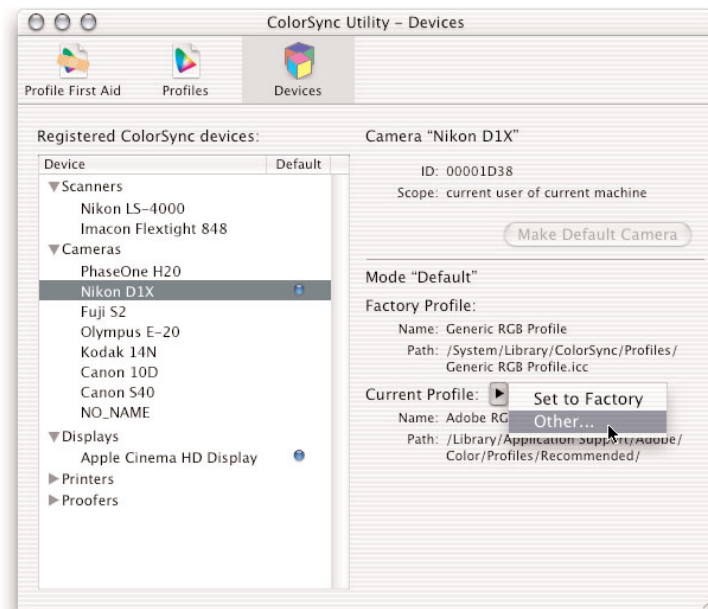 ColorSync Utility – Devices
Profile First Aid
Profiles
Devices
Registered ColorSync devices:
Device Default
Scanners
Nikon LS-4000
Imacon Flextight 848
Cameras
PhaseOne H20
Nikon D1X
Fuji S2
Olympus E-20
Kodak 14N
Canon 10D
Canon S40
NO_NAME
Displays
Apple Cinema HD Display
Printers
Proofers
Camera “Nikon D1X”
ID: 00001D38
Scope: current user of current machine
Make Default Camera
Mode “Default”
Factory Profile:
Name: Generic RGB Profile
Path: /System/Library/ColorSync/Profiles/
Generic RGB Profile.icc
Current Profile:
Set to Factory
Other...
Name: Adobe RG
Path: /Library/Application Support/Adobe/
Color/Profiles/Recommended/